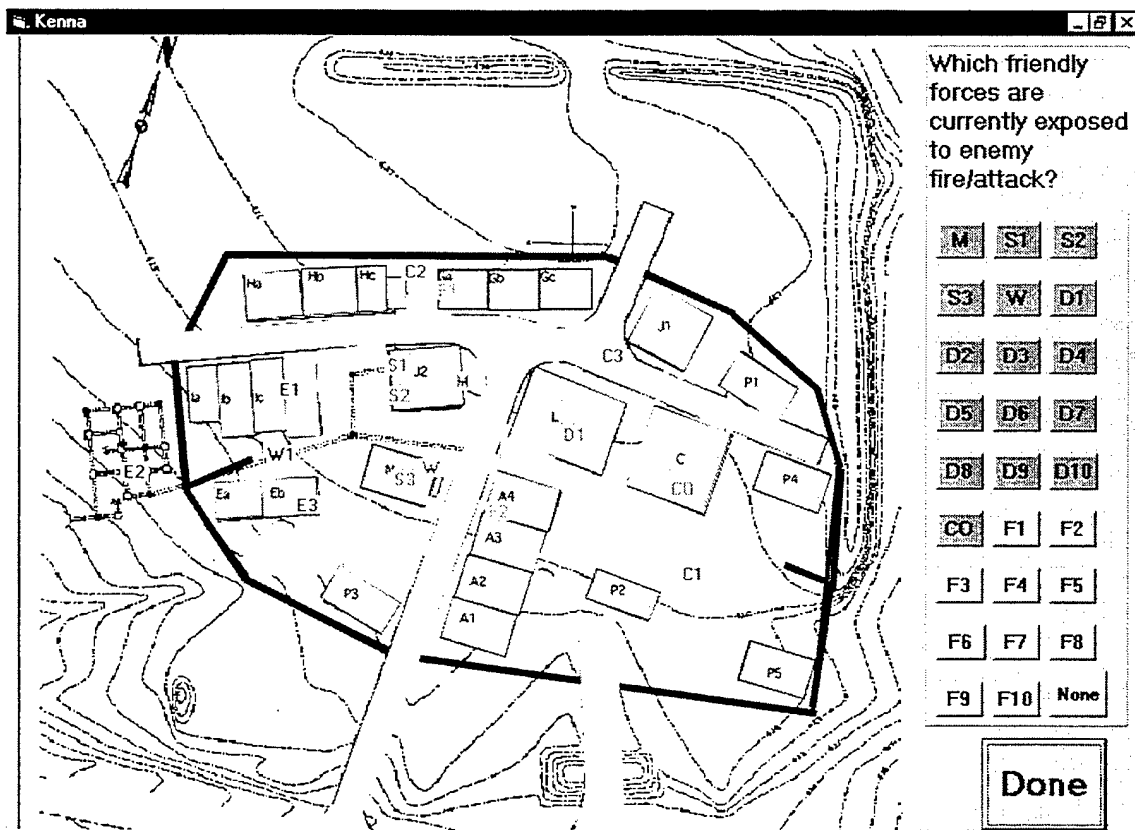 Kenna
Which friendly
forces are
currently exposed
to enemy
fire/attack?
M S1 S2
S3 W D1
D2 D3 D4
D5 D6 D7
D8 D9 D10
CO F1 F2
F3 F4 F5
F6 F7 F8
F9 F10 None
Done
Ha Hb Hc C2 Ga Gb Gc
J1
C3
Ia Ib Ic E1 S1 J2
S2
P1
L
D1
E2 W1
M W
S3
C
CO
P4
Ea Eb E3
A4
A3
A2
A1
P3
P2
C1
P5